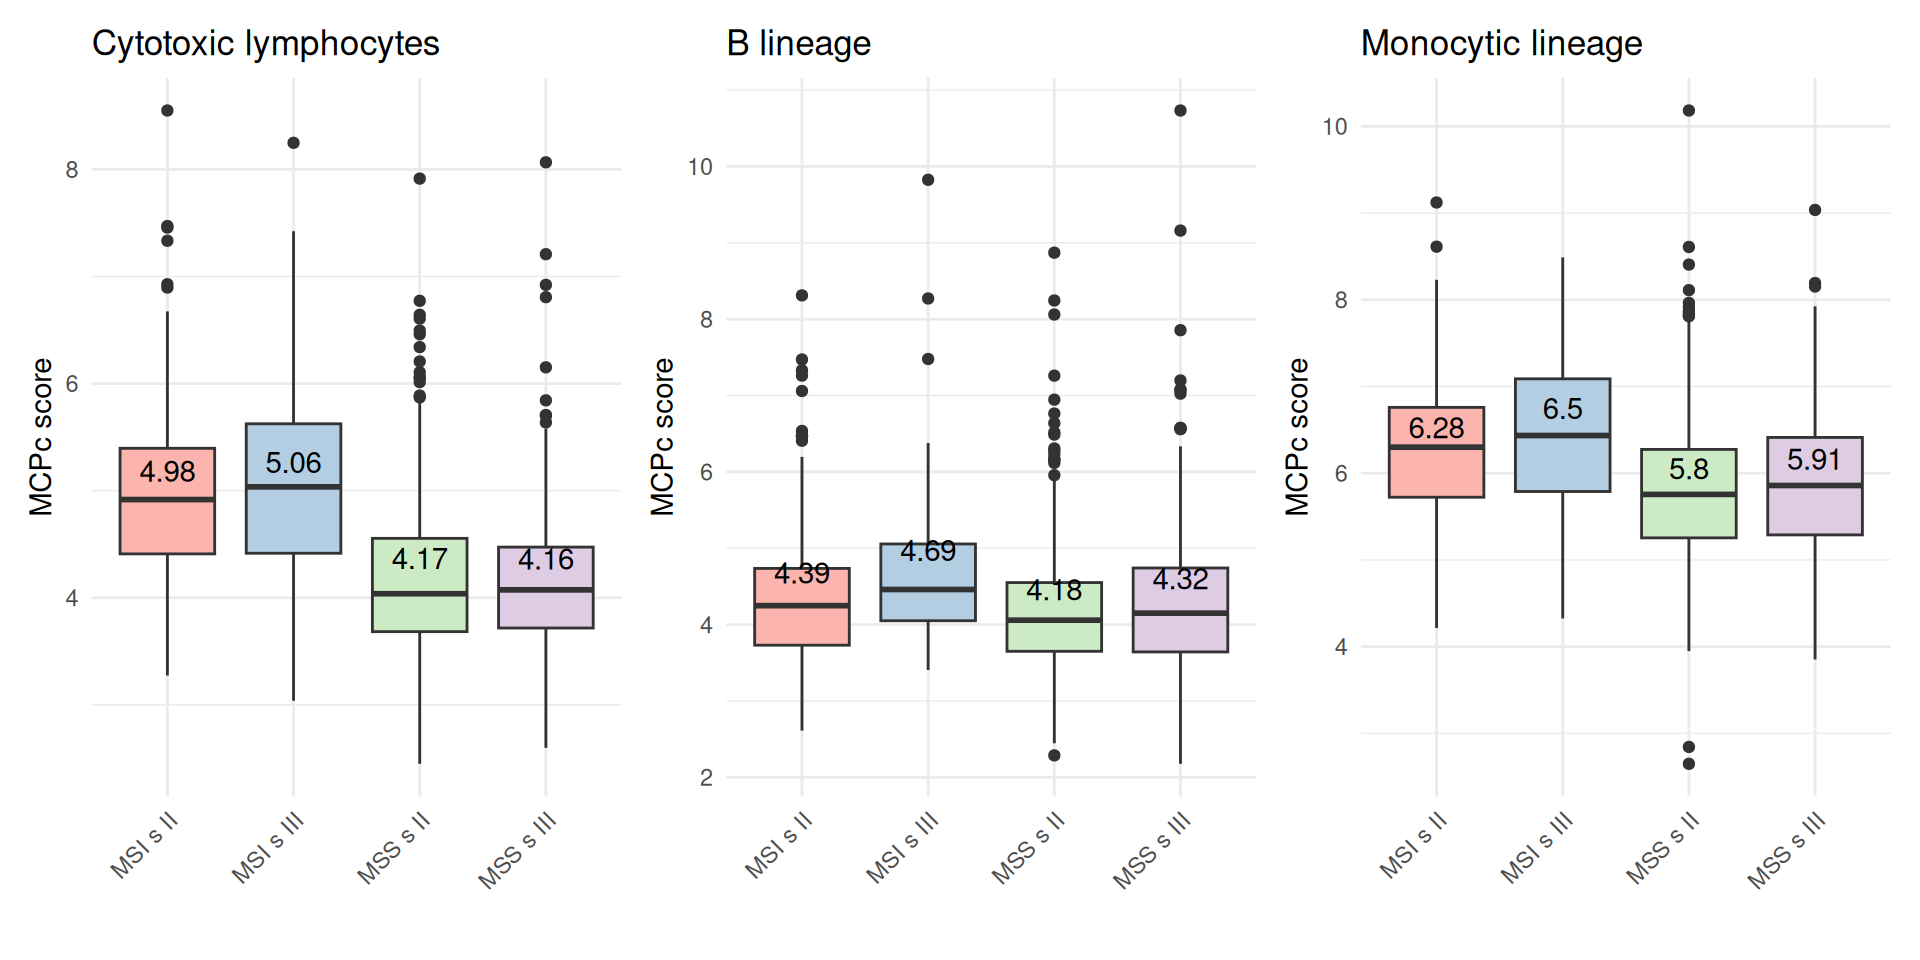 Cytotoxic lymphocytes
MCPc score
8
6
4
4.98
5.06
4.17
4.16
MSI s II
MSI s III
MSS s II
MSS s III
B lineage
MCPc score
10
8
6
4
2
4.39
4.69
4.18
4.32
MSI s II
MSI s III
MSS s II
MSS s III
Monocytic lineage
MCPc score
10
8
6
4
6.28
6.5
5.8
5.91
MSI s II
MSI s III
MSS s II
MSS s III